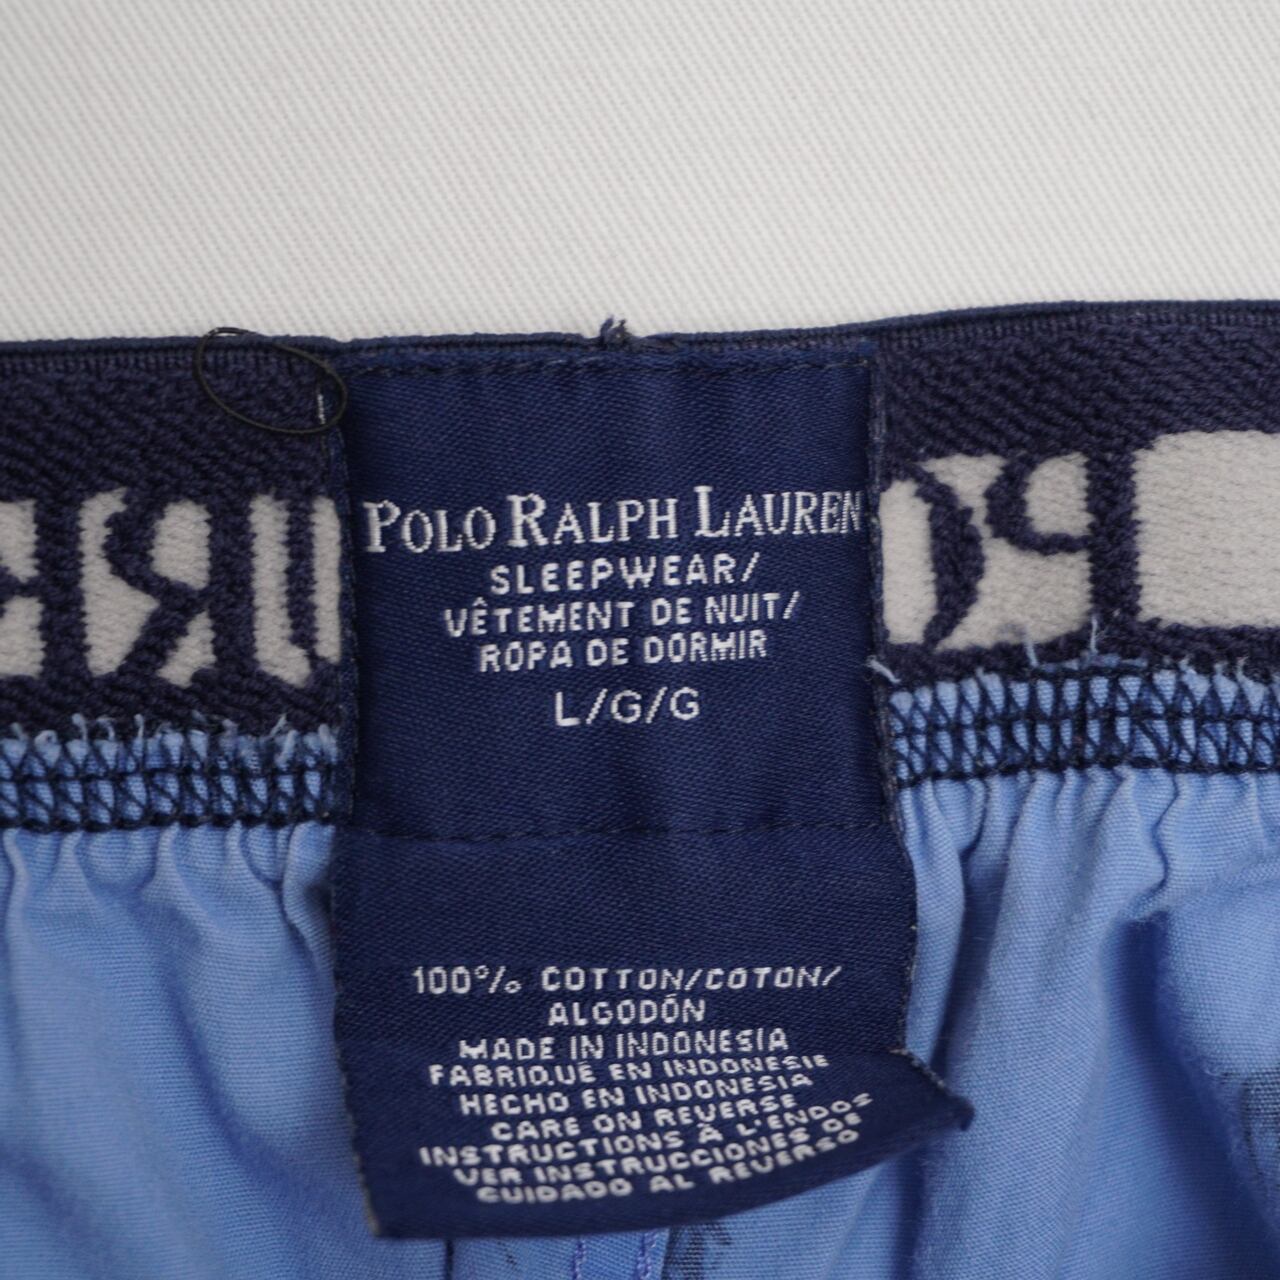 POLO RALPH LAUREN
SLEEPWEAR/
VÊTEMENT DE NUIT/
ROPA DE DORMIR
L/G/G
100% COTTON/COTON/
ALGODÓN
MADE IN INDONESIA
FABRIQUÉ EN INDONESIE
HECHO EN INDONESIA
CARE ON REVERSE
INSTRUCTIONS À L'ENDOS
VER INSTRUCCIONES DE
CUIDADO AL REVERSO